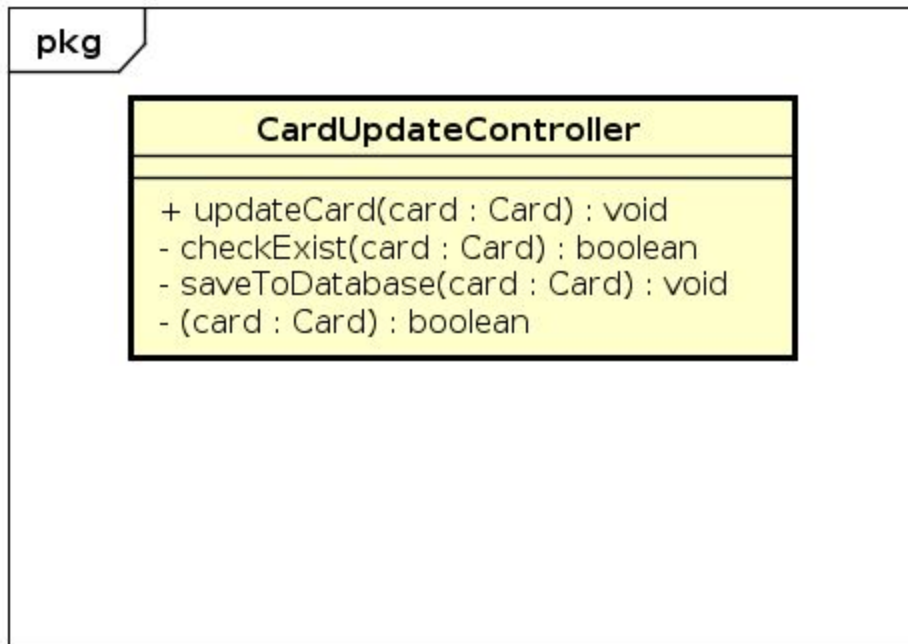 pkg
CardUpdateController
+ updateCard(card : Card) : void
- checkExist(card : Card) : boolean
- saveToDatabase(card : Card) : void
- (card : Card) : boolean